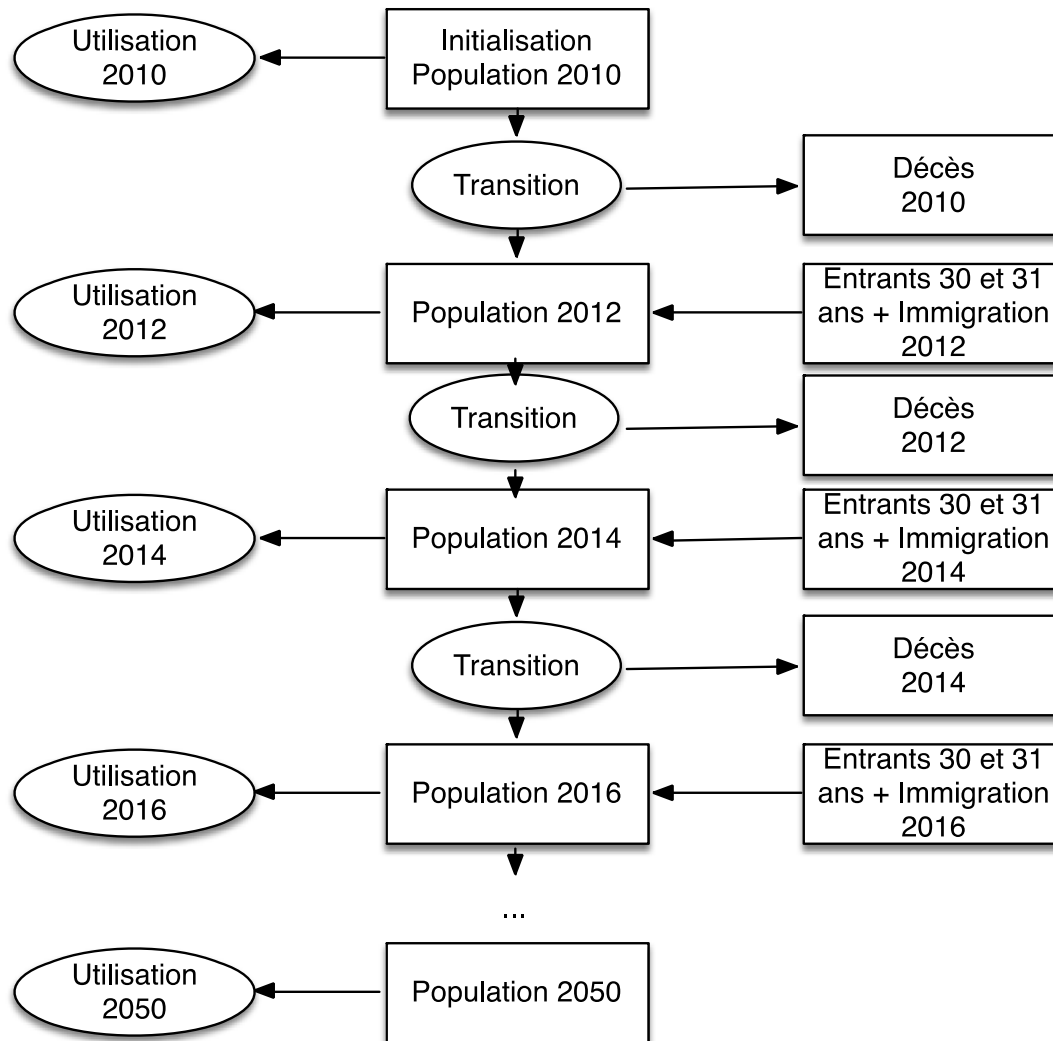 Utilisation
2010
Initialisation
Population 2010
Transition
Décès
2010
Utilisation
2012
Population 2012
Entrants 30 et 31
ans + Immigration
2012
Transition
Décès
2012
Utilisation
2014
Population 2014
Entrants 30 et 31
ans + Immigration
2014
Transition
Décès
2014
Utilisation
2016
Population 2016
Entrants 30 et 31
ans + Immigration
2016
...
Utilisation
2050
Population 2050